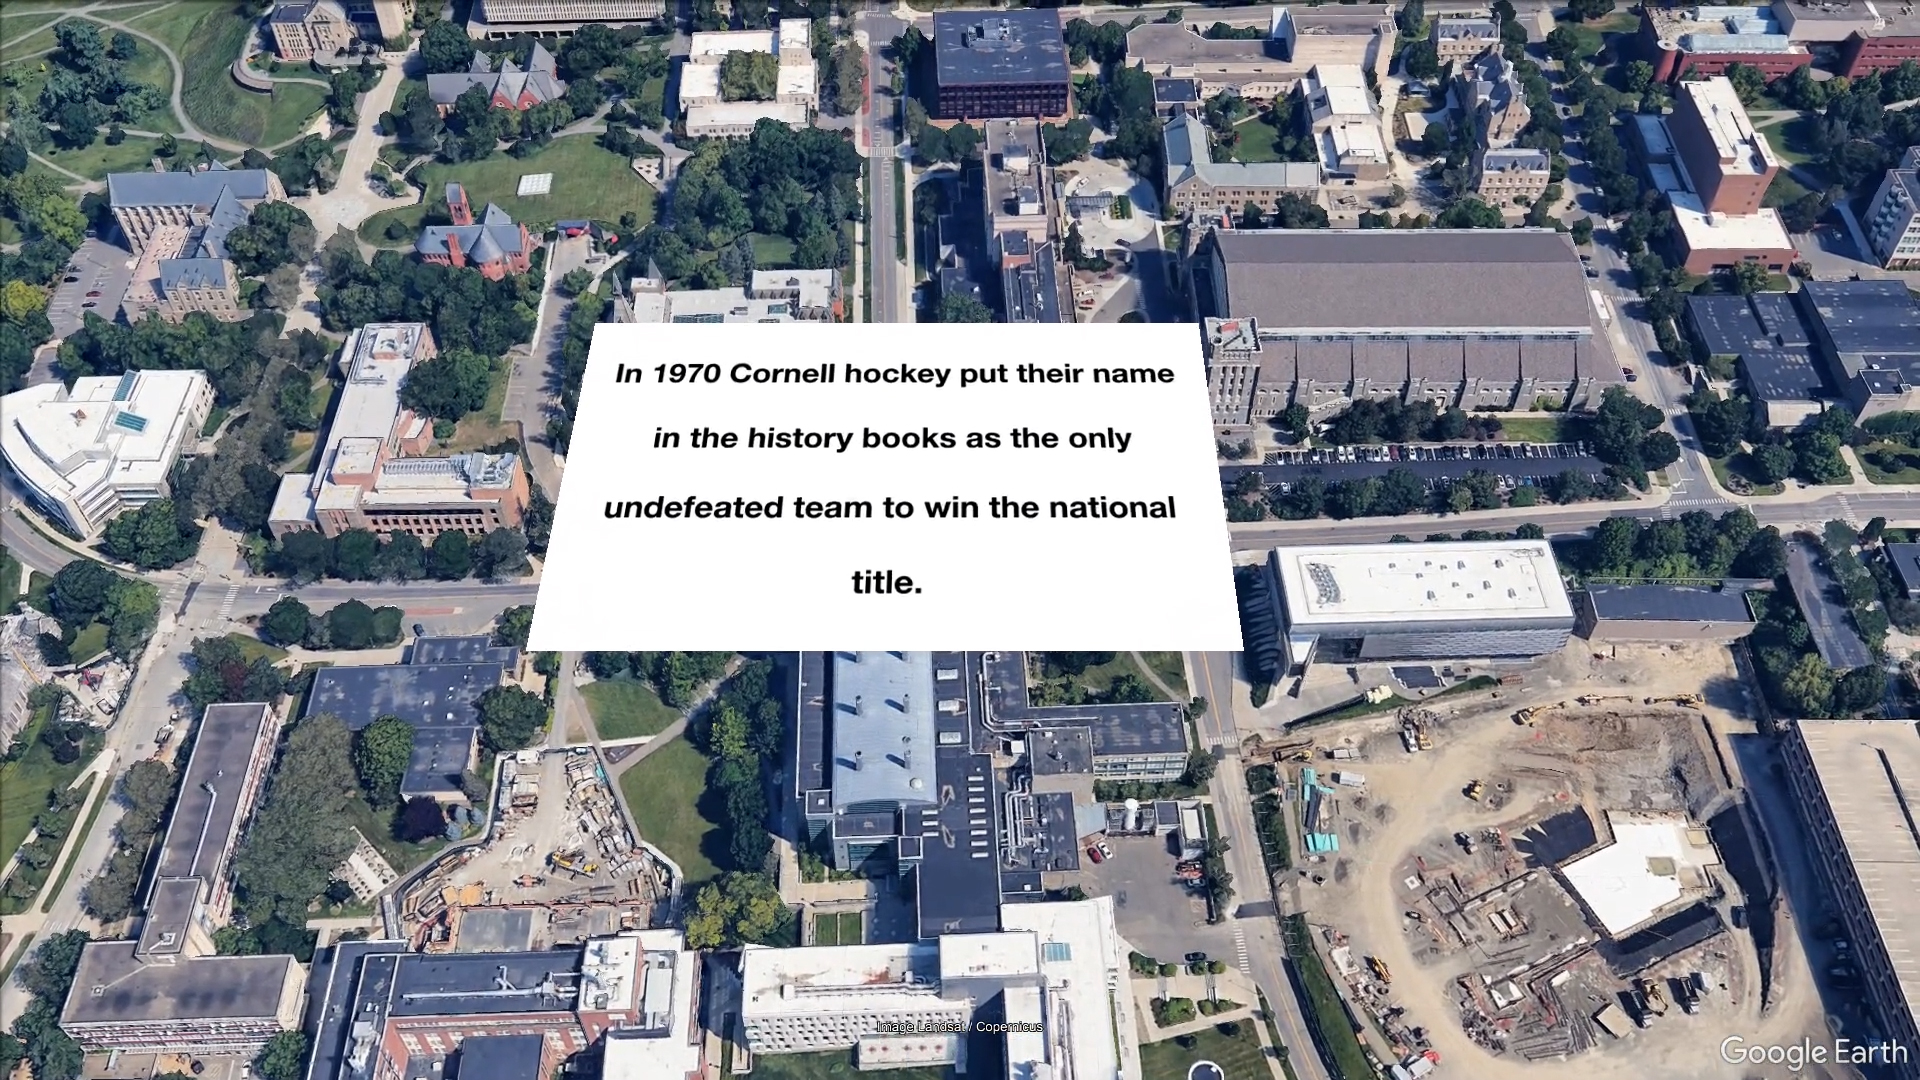 In 1970 Cornell hockey put their name
in the history books as the only
undefeated team to win the national
title.
Image Landsat / Copernicus
Google Earth